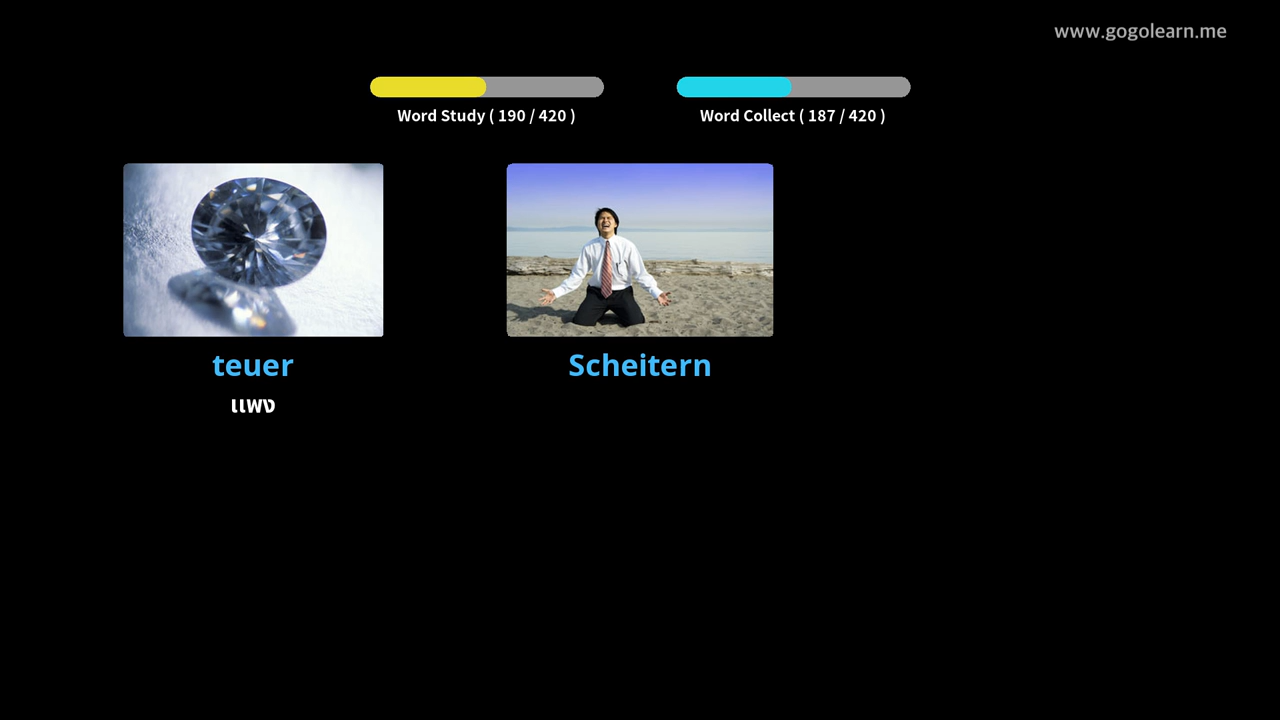 www.gogolearn.me
Word Study ( 190 / 420 )
Word Collect ( 187 / 420 )
teuer
Scheitern
แพง